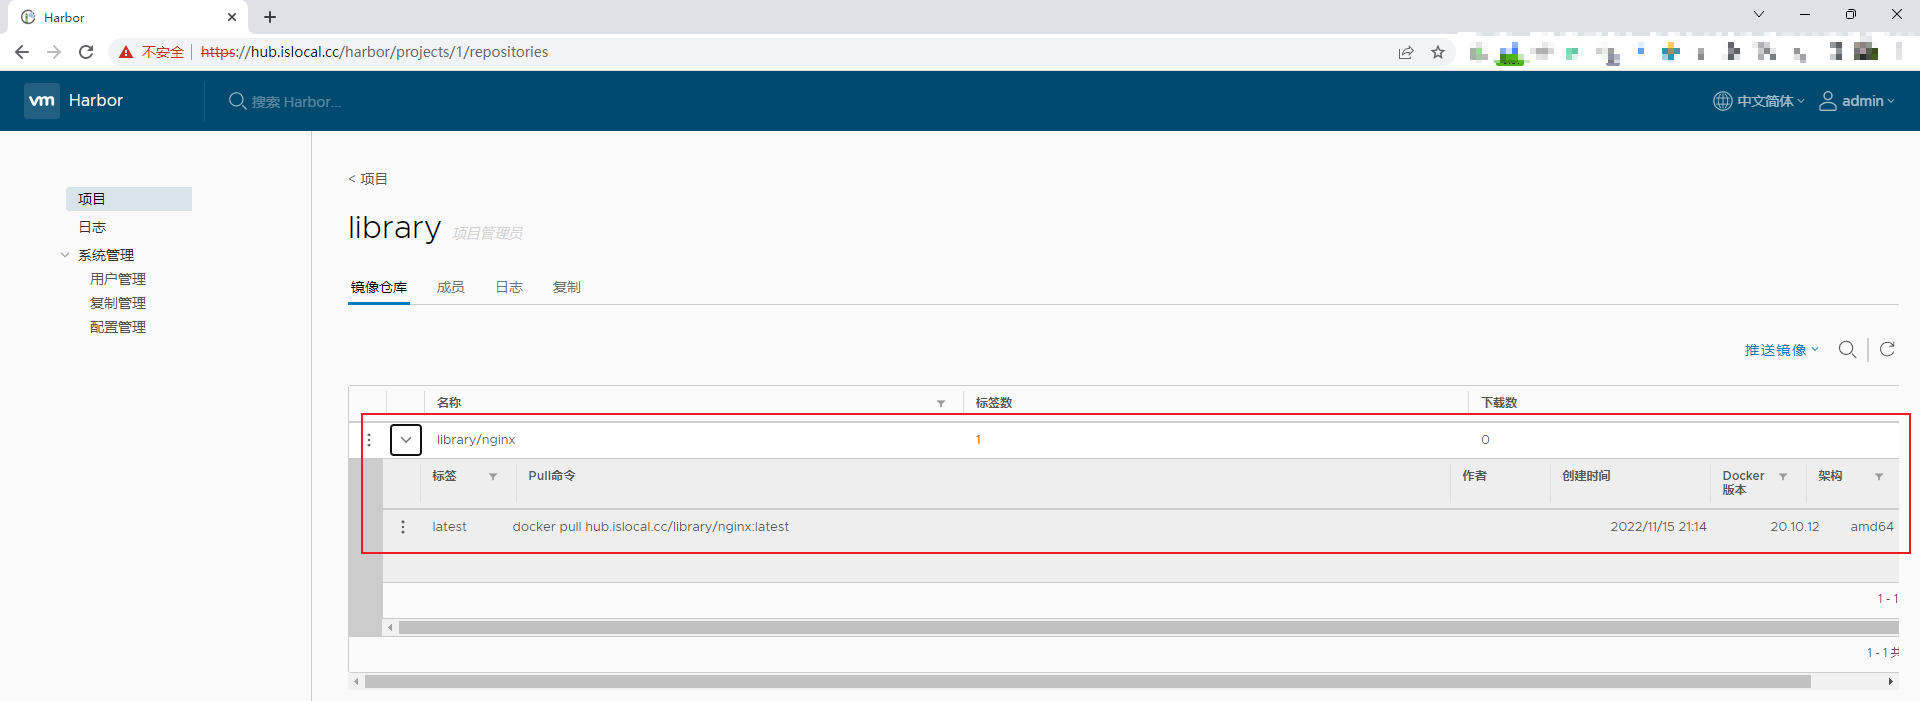 Harbor
不安全 https://hub.islocal.cc/harbor/projects/1/repositories
vm Harbor 搜索 Harbor... 中文简体 admin
< 项目
项目
library 项目管理员
日志
系统管理
用户管理
复制管理
配置管理
镜像仓库 成员 日志 复制
推送镜像
名称 标签数 下载数
library/nginx 1 0
标签 Pull命令 作者 创建时间 Docker 版本 架构
latest docker pull hub.islocal.cc/library/nginx:latest 2022/11/15 21:14 20.10.12 amd64
1 - 1
1 - 1 共